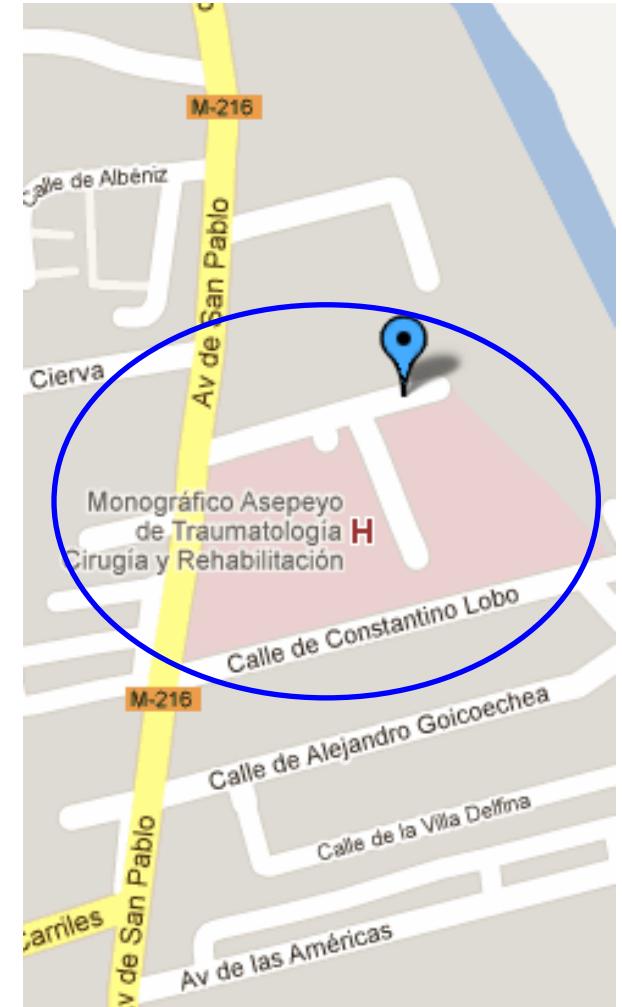 M-216
Calle de Albéniz
Av de San Pablo
Cierva
Monográfico Asepeyo
de Traumatología H
Cirugía y Rehabilitación
Calle de Constantino Lobo
M-216
Calle de Alejandro Goicoechea
Calle de la Villa Delfina
Av de San Pablo
Carriles
Av de las Américas